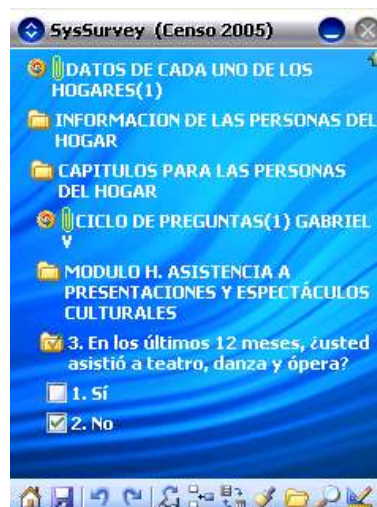 SysSurvey (Censo 2005)
DATOS DE CADA UNO DE LOS
HOGARES(1)
INFORMACION DE LAS PERSONAS DEL
HOGAR
CAPITULOS PARA LAS PERSONAS
DEL HOGAR
CICLO DE PREGUNTAS(1) GABRIEL
Y
MODULO H. ASISTENCIA A
PRESENTACIONES Y ESPECTÁCULOS
CULTURALES
3. En los últimos 12 meses, ¿usted
asistió a teatro, danza y ópera?
1. Sí
2. No